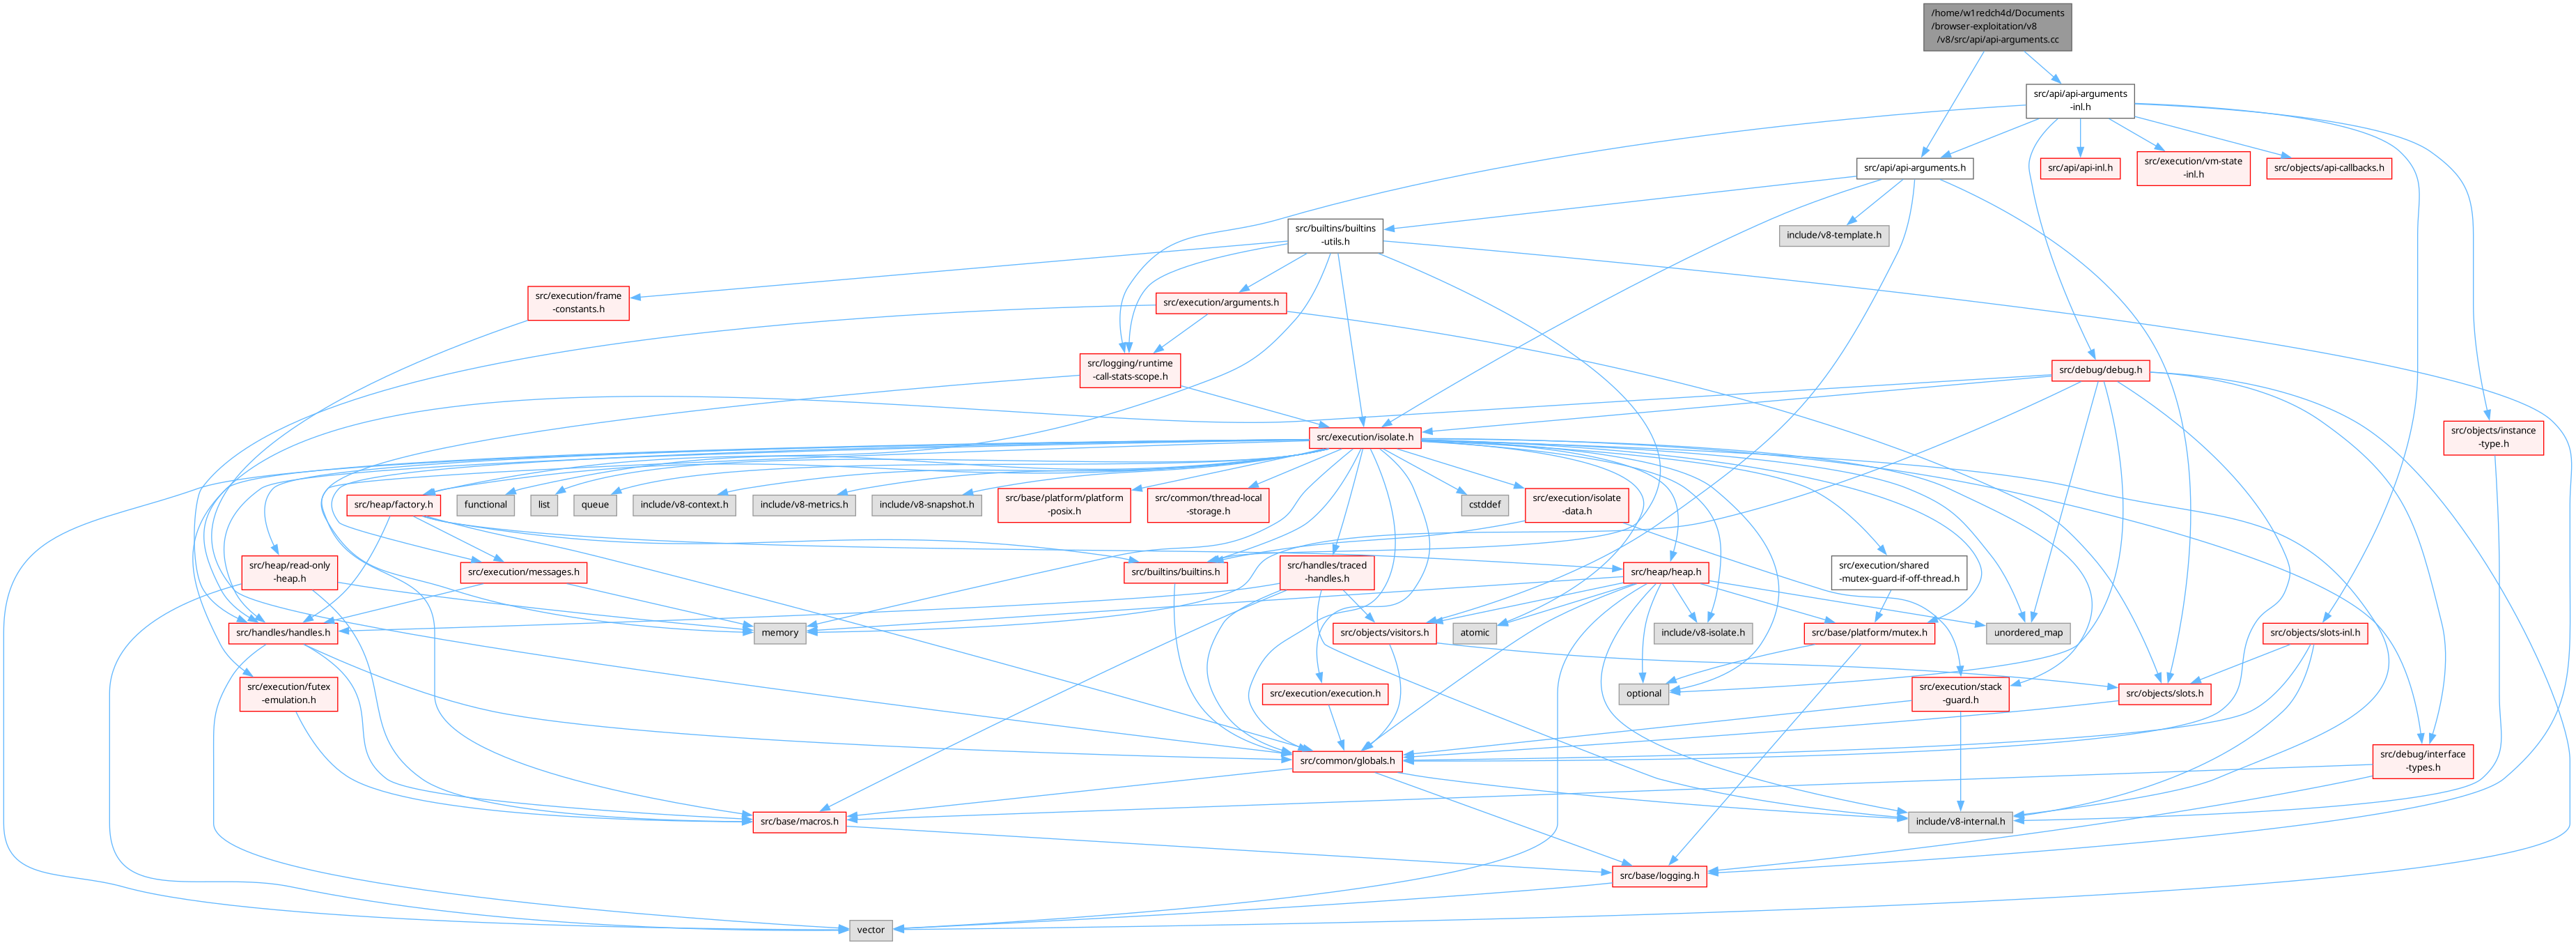 /home/w1redch4d/Documents
/browser-exploitation/v8
/v8/src/api/api-arguments.cc
src/api/api-arguments
-inl.h
src/api/api-arguments.h
src/api/api-inl.h
src/execution/vm-state
-inl.h
src/objects/api-callbacks.h
src/builtins/builtins
-utils.h
include/v8-template.h
src/execution/frame
-constants.h
src/execution/arguments.h
src/logging/runtime
-call-stats-scope.h
src/debug/debug.h
src/execution/isolate.h
src/objects/instance
-type.h
src/heap/factory.h
functional
list
queue
include/v8-context.h
include/v8-metrics.h
include/v8-snapshot.h
src/base/platform/platform
-posix.h
src/common/thread-local
-storage.h
cstddef
src/execution/isolate
-data.h
src/heap/read-only
-heap.h
src/execution/messages.h
src/builtins/builtins.h
src/handles/traced
-handles.h
src/heap/heap.h
src/execution/shared
-mutex-guard-if-off-thread.h
src/handles/handles.h
memory
src/objects/visitors.h
atomic
include/v8-isolate.h
src/base/platform/mutex.h
unordered_map
src/objects/slots-inl.h
src/execution/futex
-emulation.h
src/execution/execution.h
optional
src/execution/stack
-guard.h
src/objects/slots.h
src/common/globals.h
src/debug/interface
-types.h
src/base/macros.h
include/v8-internal.h
src/base/logging.h
vector